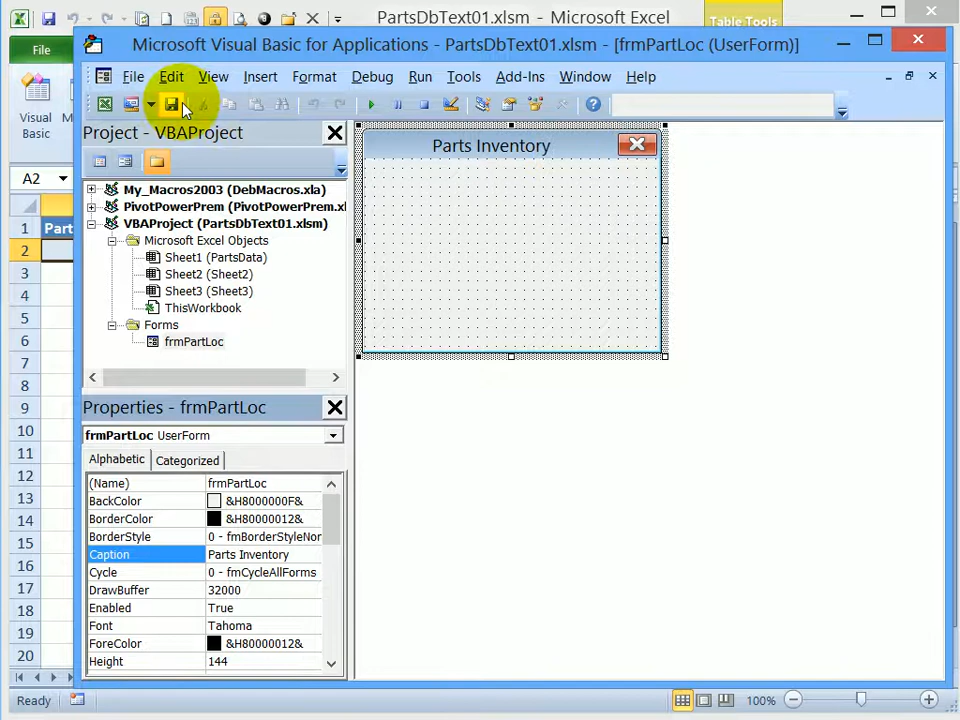 PartsDbText01.xlsm - Microsoft Excel
Table Tools
File
Microsoft Visual Basic for Applications - PartsDbText01.xlsm - [frmPartLoc (UserForm)]
File Edit View Insert Format Debug Run Tools Add-Ins Window Help
Visual
Basic
M
Project - VBAProject
Parts Inventory
A2
My_Macros2003 (DebMacros.xla)
PivotPowerPrem (PivotPowerPrem.xl
VBAProject (PartsDbText01.xlsm)
Microsoft Excel Objects
Sheet1 (PartsData)
Sheet2 (Sheet2)
Sheet3 (Sheet3)
ThisWorkbook
Forms
frmPartLoc
1 Part
2
3
4
5
6
7
8
9
10
11
12
13
14
15
16
17
18
19
20
Properties - frmPartLoc
frmPartLoc UserForm
Alphabetic Categorized
(Name) frmPartLoc
BackColor &H8000000F&
BorderColor &H80000012&
BorderStyle 0 - fmBorderStyleNor
Caption Parts Inventory
Cycle 0 - fmCycleAllForms
DrawBuffer 32000
Enabled True
Font Tahoma
ForeColor &H80000012&
Height 144
Ready
100%